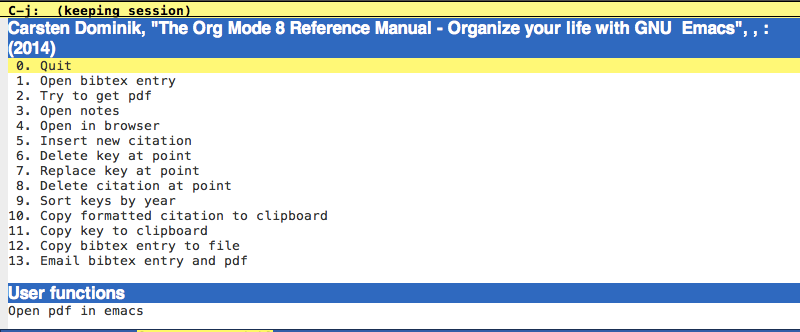 C-j:  (keeping session)
Carsten Dominik, "The Org Mode 8 Reference Manual - Organize your life with GNU  Emacs", , :
(2014)
0. Quit
1. Open bibtex entry
2. Try to get pdf
3. Open notes
4. Open in browser
5. Insert new citation
6. Delete key at point
7. Replace key at point
8. Delete citation at point
9. Sort keys by year
10. Copy formatted citation to clipboard
11. Copy key to clipboard
12. Copy bibtex entry to file
13. Email bibtex entry and pdf
User functions
Open pdf in emacs